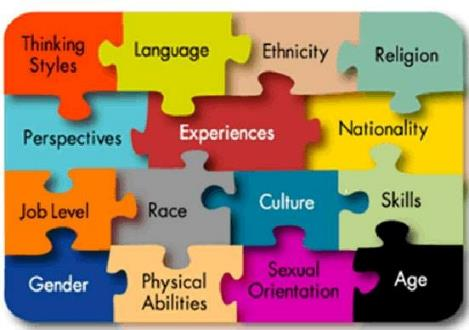 Thinking
Styles
Language
Ethnicity
Religion
Perspectives
Experiences
Nationality
Job Level
Race
Culture
Skills
Gender
Physical
Abilities
Sexual
Orientation
Age